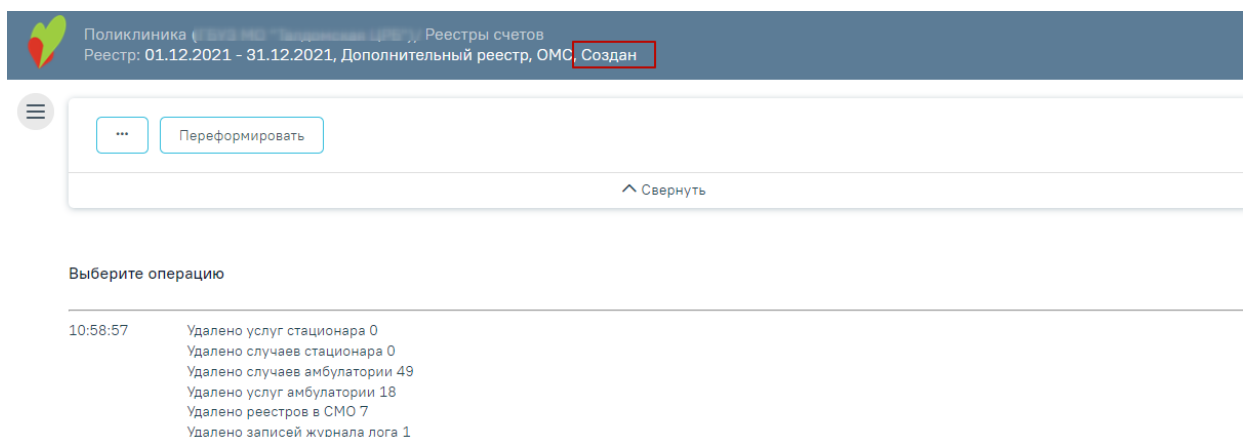 Поликлиника ( / Реестры счетов
Реестр: 01.12.2021 - 31.12.2021, Дополнительный реестр, ОМС, Создан
... Переформировать
Свернуть
Выберите операцию
10:58:57 Удалено услуг стационара 0
Удалено случаев стационара 0
Удалено случаев амбулатории 49
Удалено услуг амбулатории 18
Удалено реестров в СМО 7
Удалено записей журнала лога 1